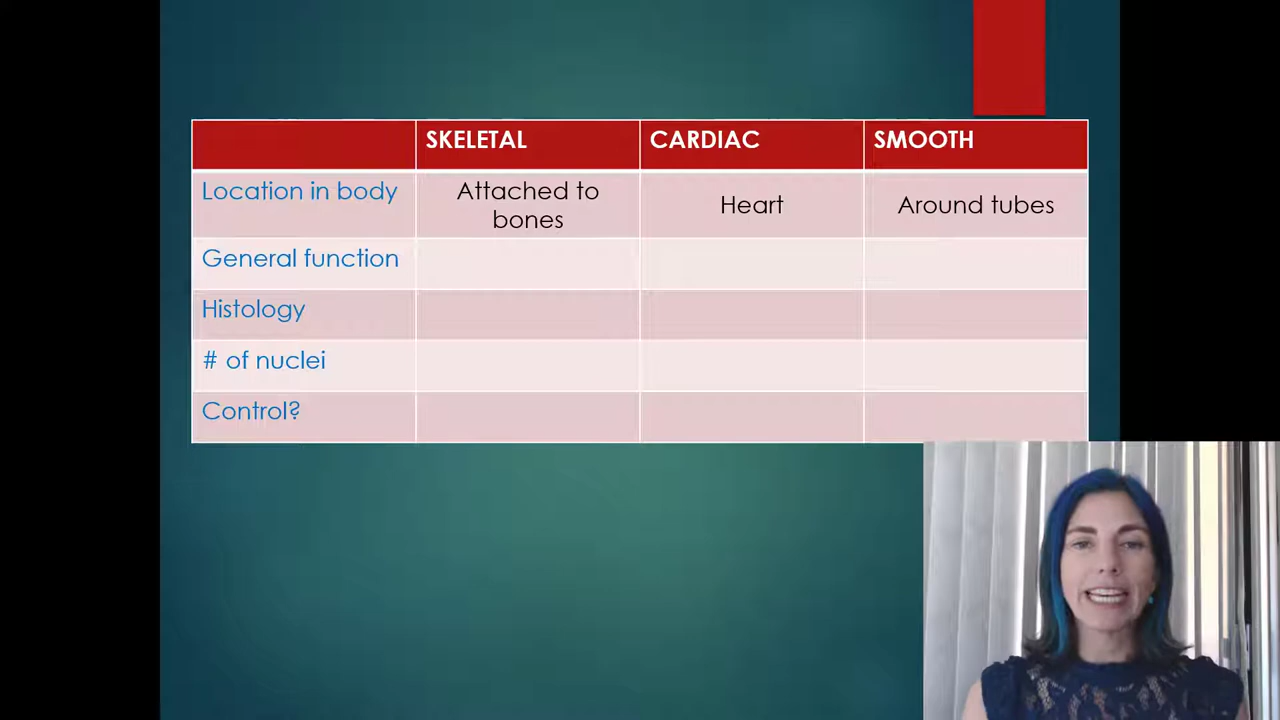 SKELETAL CARDIAC SMOOTH
Location in body Attached to bones Heart Around tubes
General function
Histology
# of nuclei
Control?